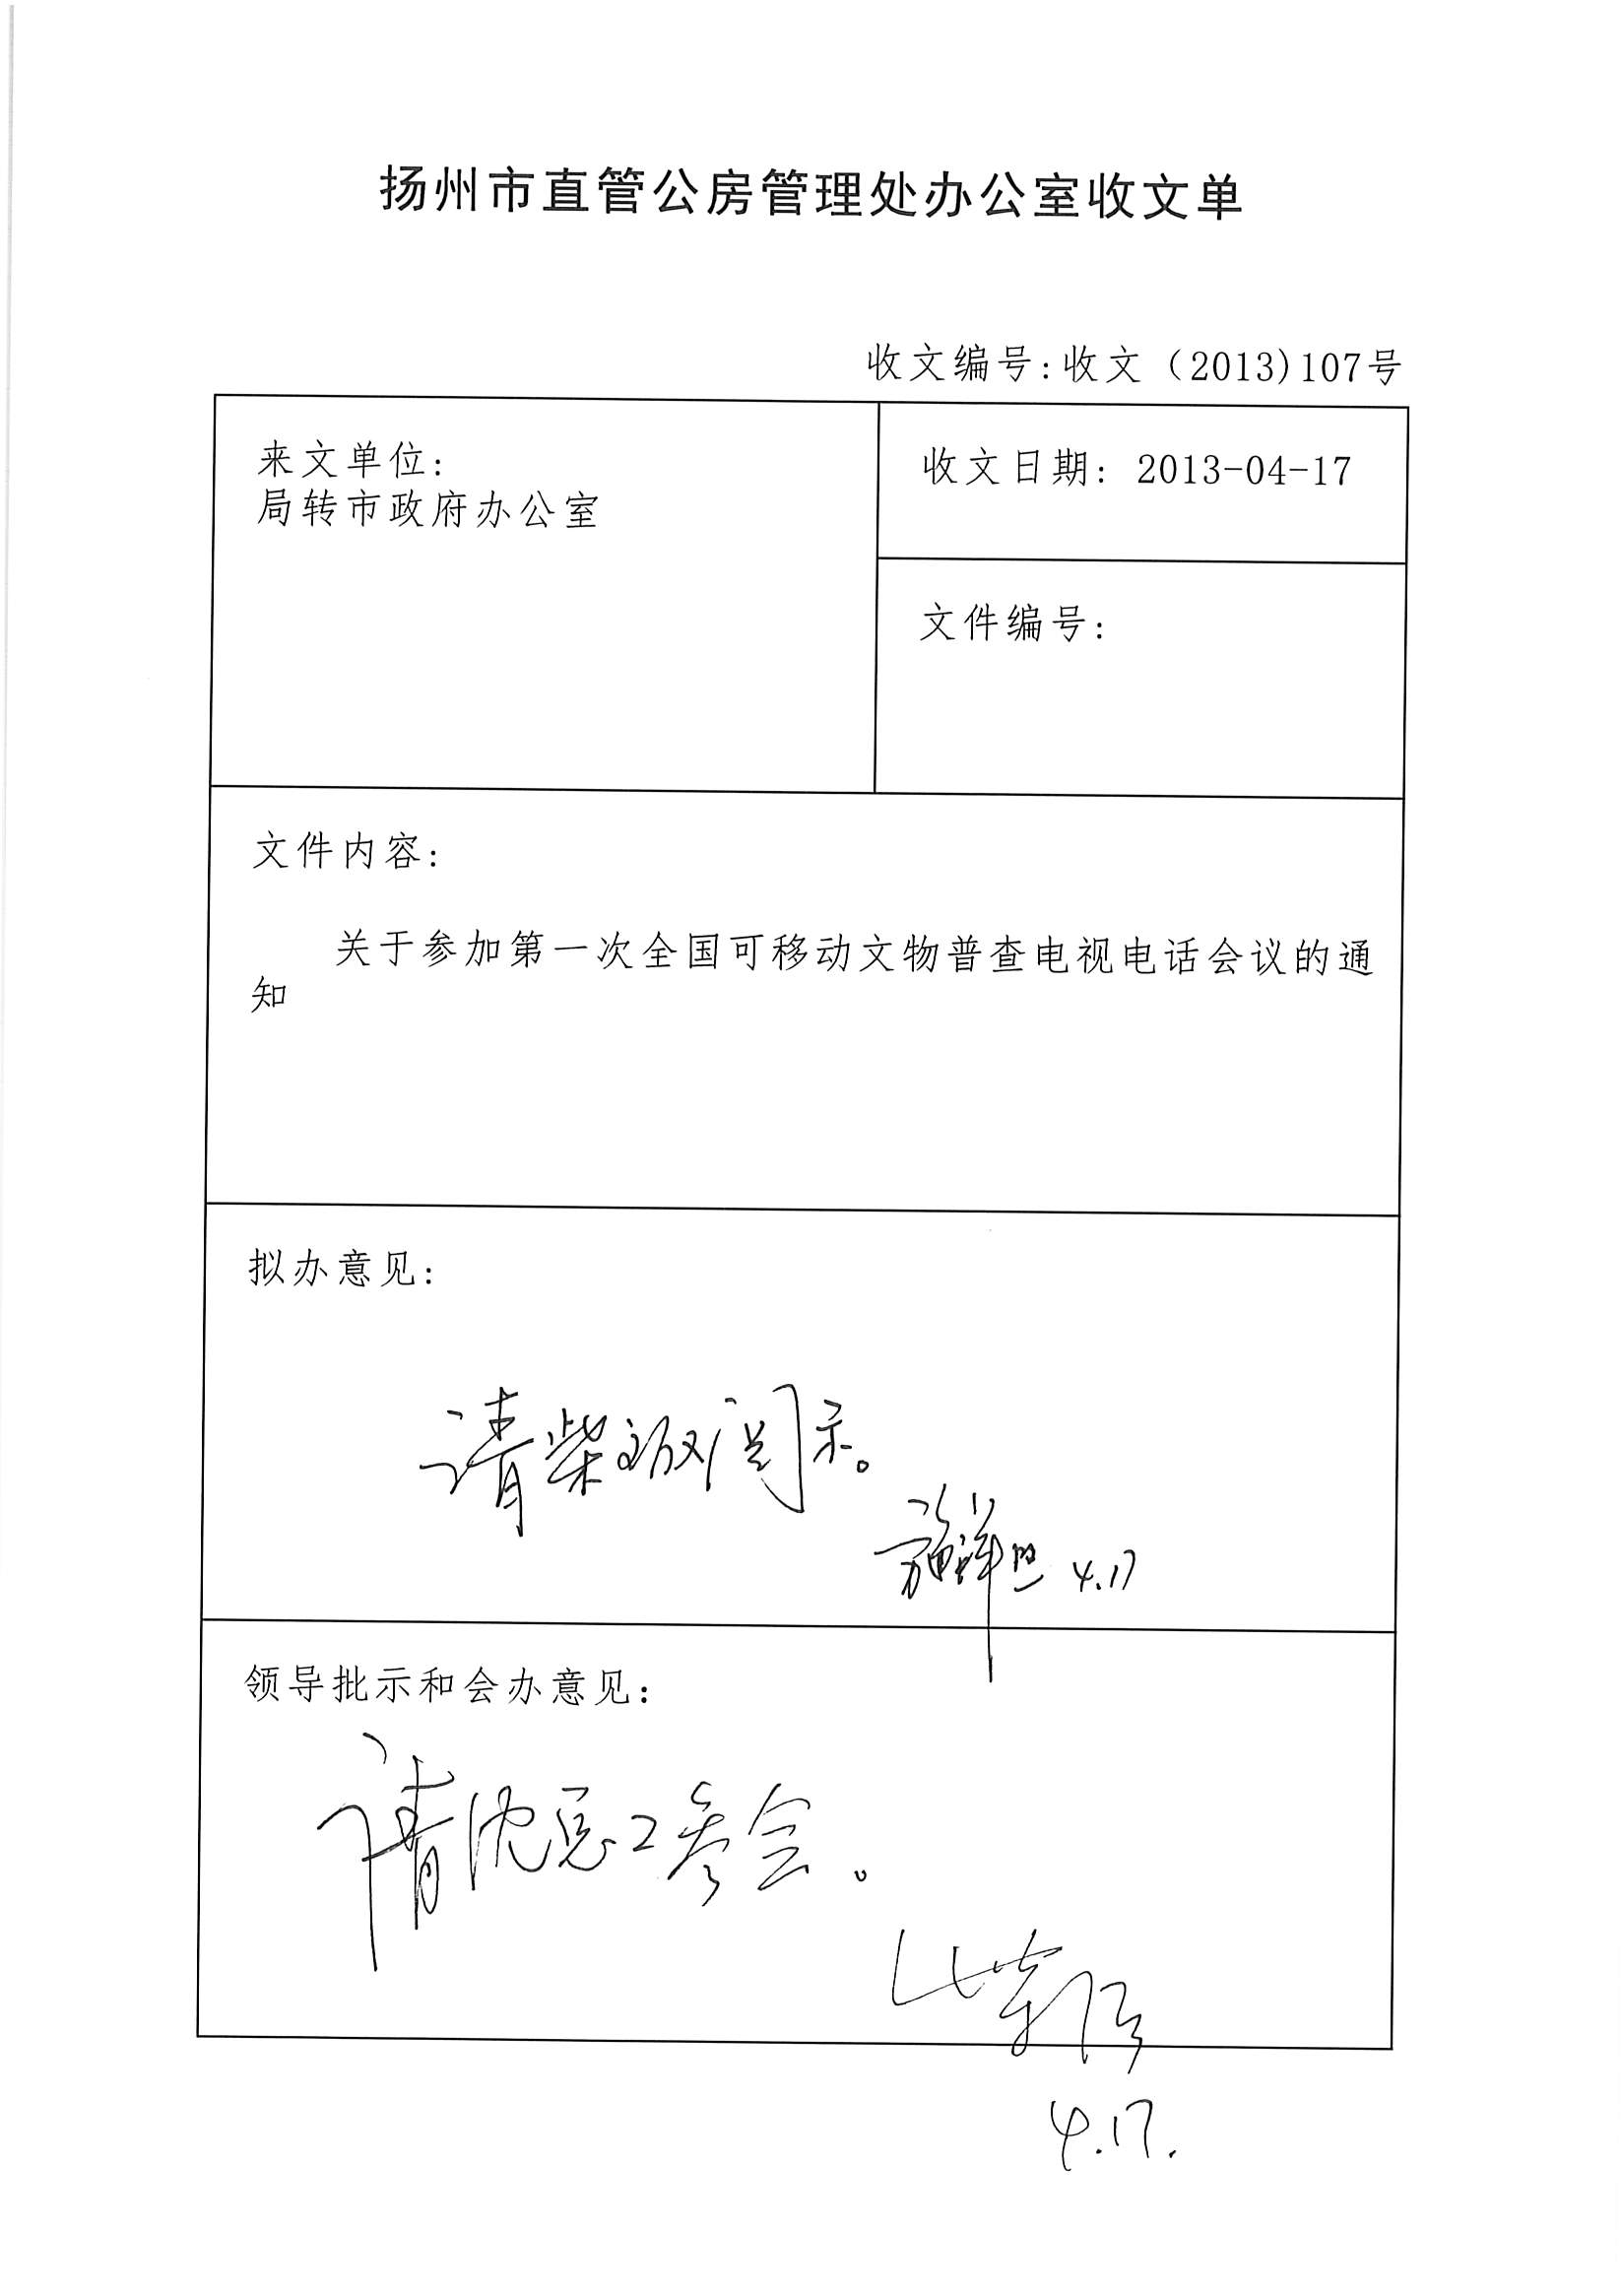 扬州市直管公房管理处办公室收文单
收文编号:收文（2013)107号
来文单位:
局转市政府办公室
收文日期: 2013-04-17
文件编号:
文件内容:
关于参加第一次全国可移动文物普查电视电话会议的通
知
拟办意见:
请柴 阅示。
4.17
领导批示和会办意见:
请沈总工参会。
4.17.